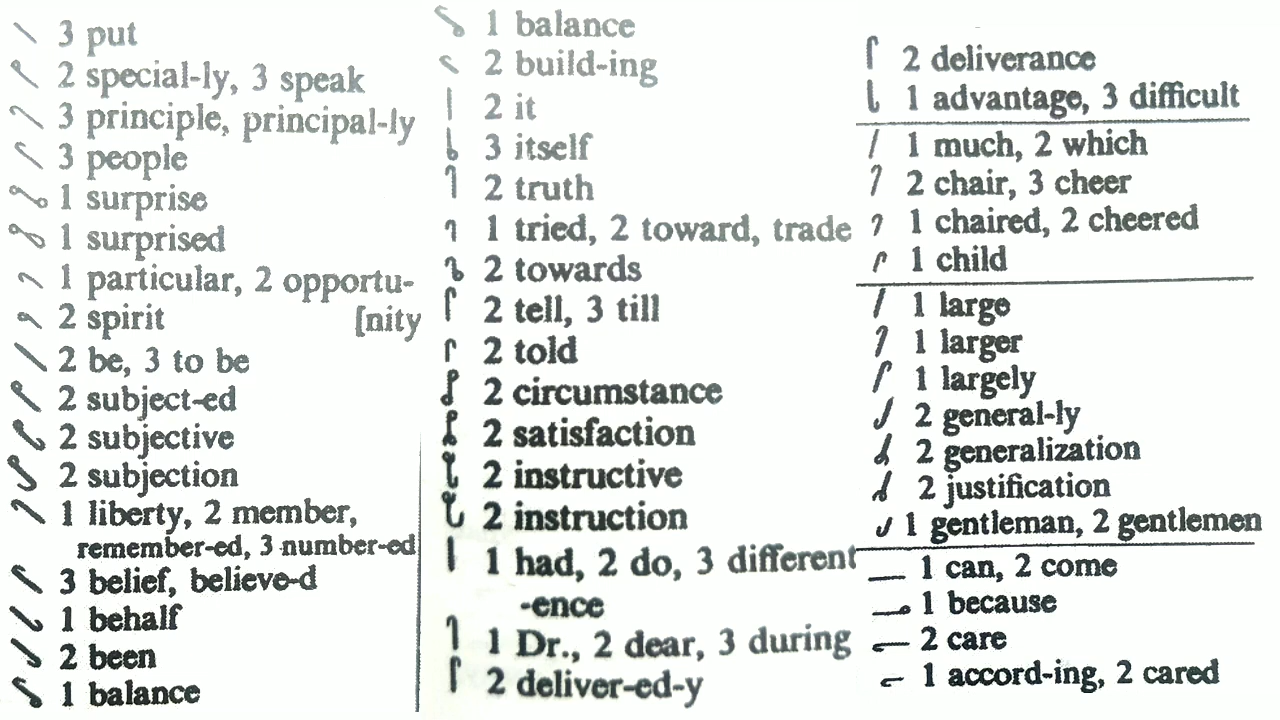 3 put
2 special-ly, 3 speak
3 principle, principal-ly
3 people
1 surprise
1 surprised
1 particular, 2 opportu-
2 spirit [nity
2 be, 3 to be
2 subject-ed
2 subjective
2 subjection
1 liberty, 2 member,
remember-ed, 3 number-ed
3 belief, believe-d
1 behalf
2 been
1 balance
1 balance
2 build-ing
2 it
3 itself
2 truth
1 tried, 2 toward, trade
2 towards
2 tell, 3 till
2 told
2 circumstance
2 satisfaction
2 instructive
2 instruction
1 had, 2 do, 3 different
-ence
1 Dr., 2 dear, 3 during
2 deliver-ed-y
2 deliverance
1 advantage, 3 difficult
1 much, 2 which
2 chair, 3 cheer
1 chaired, 2 cheered
1 child
1 large
1 larger
1 largely
2 general-ly
2 generalization
2 justification
1 gentleman, 2 gentlemen
1 can, 2 come
1 because
2 care
1 accord-ing, 2 cared